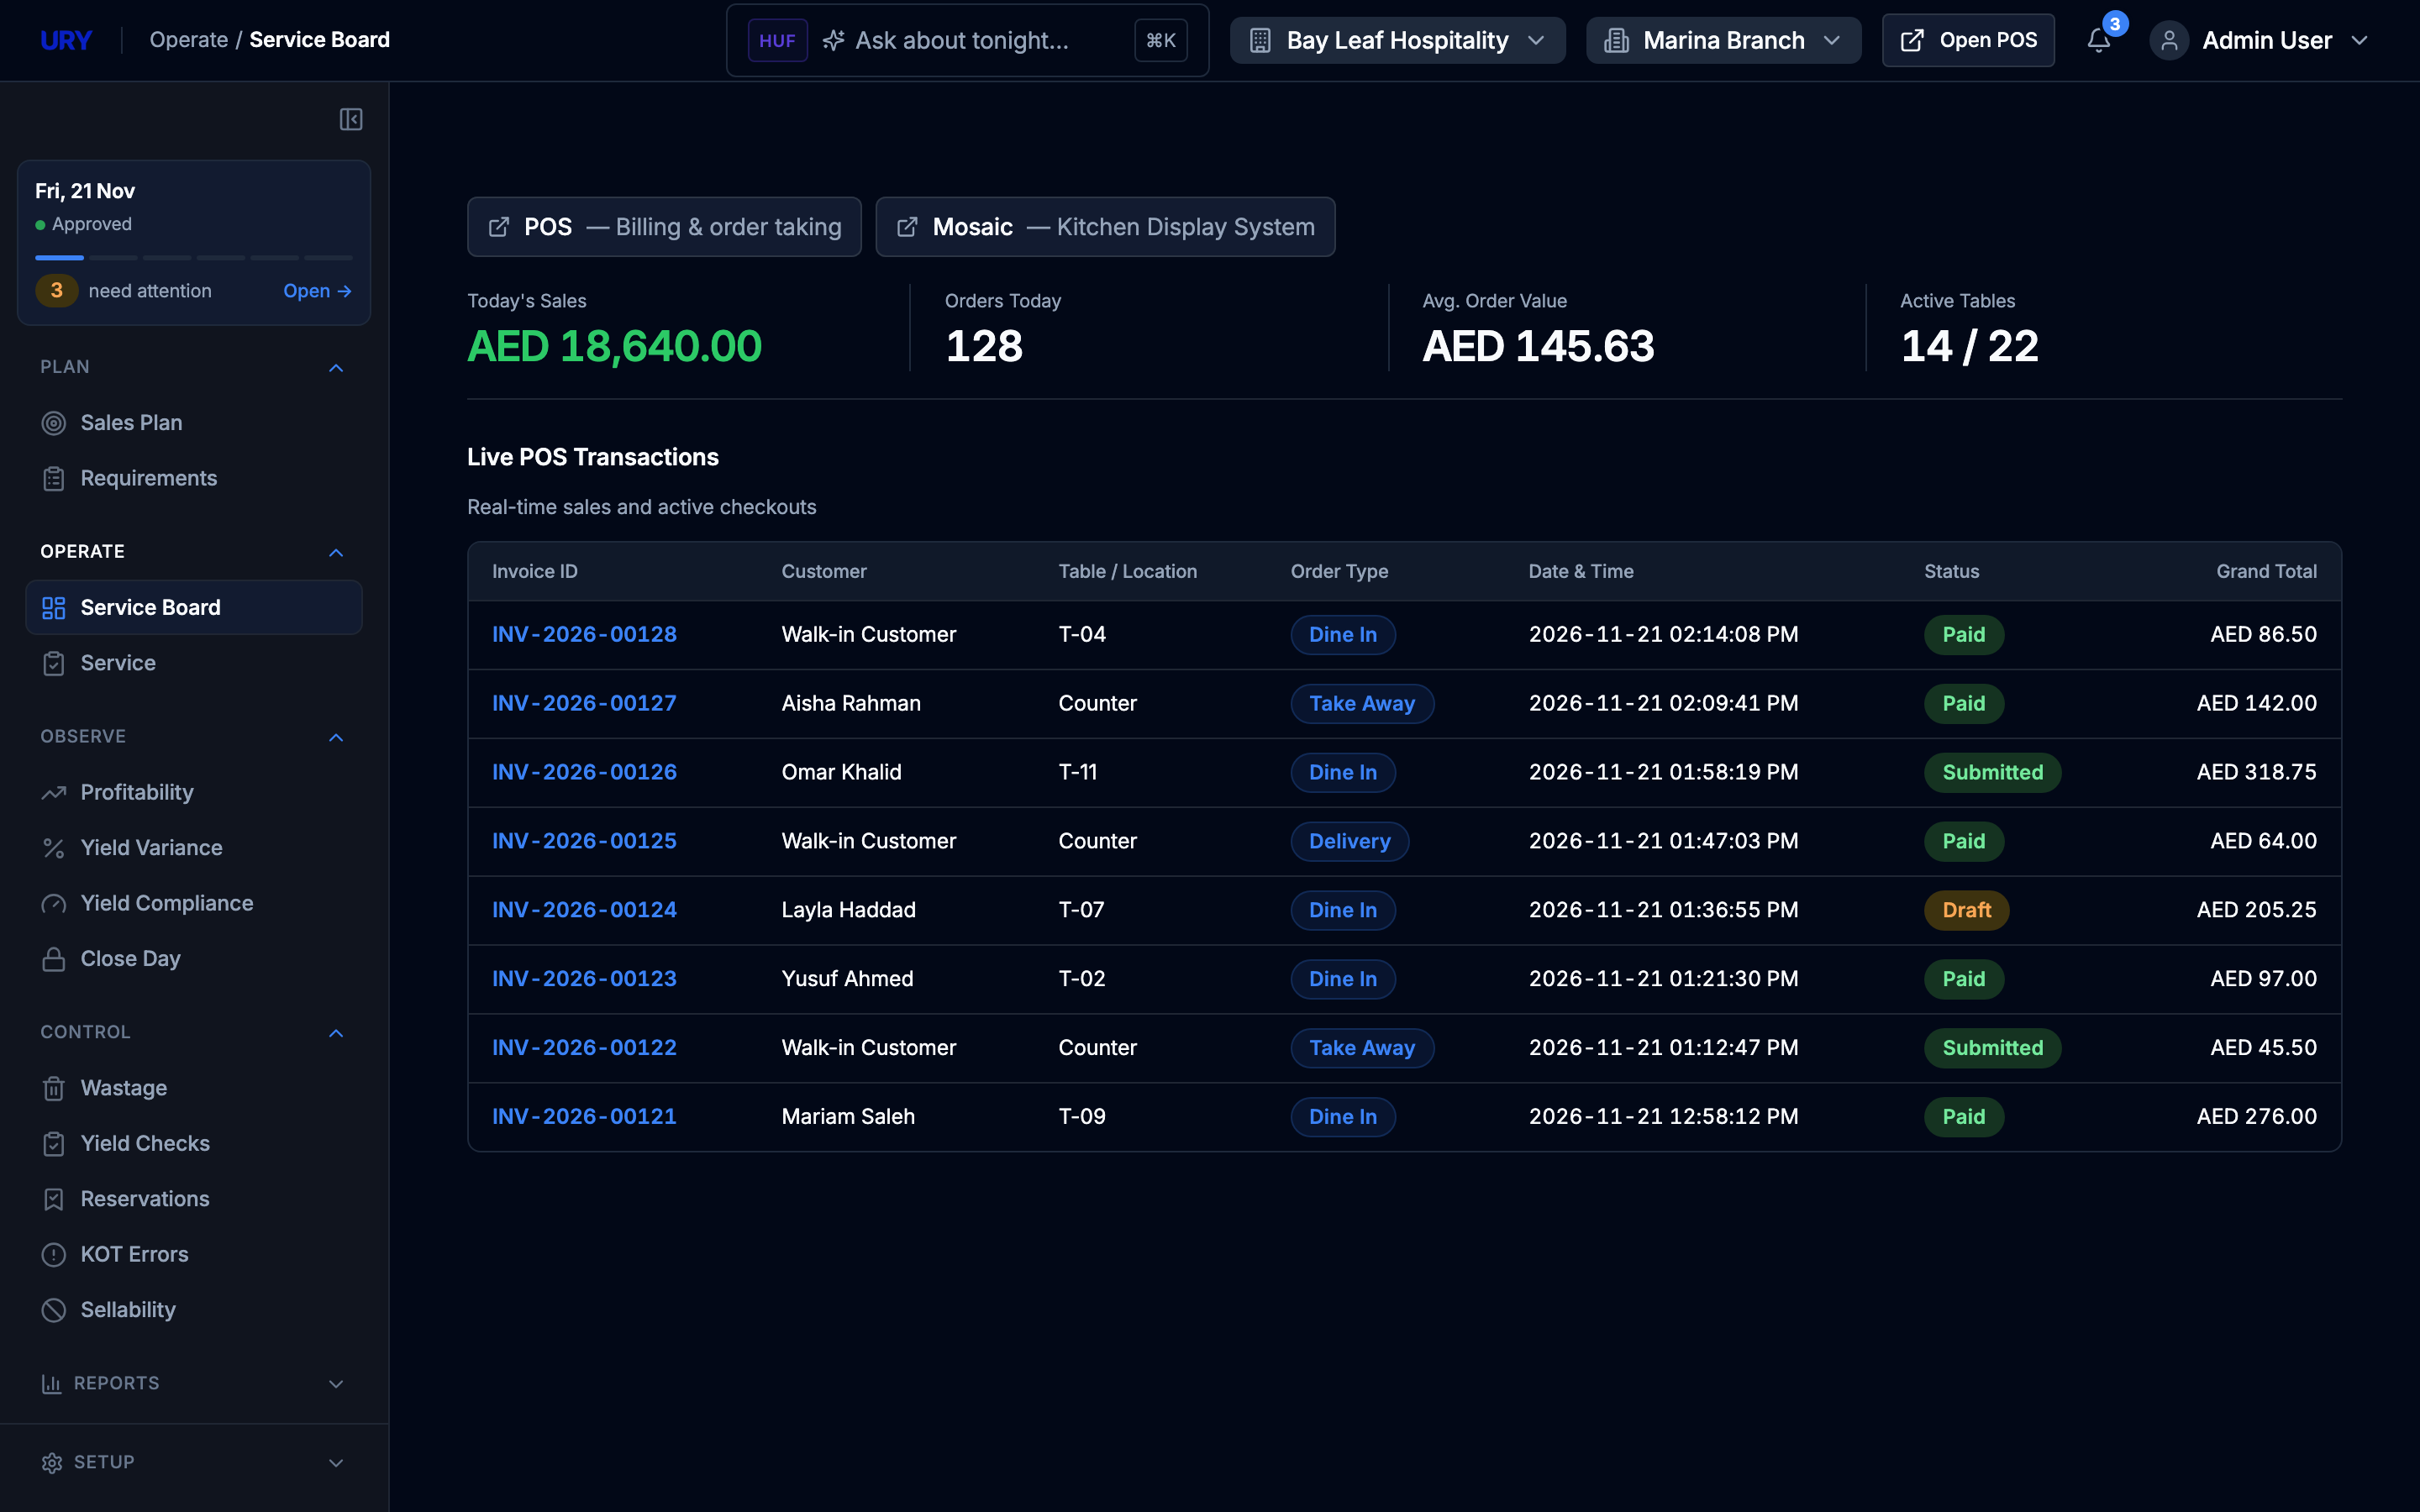 URY
Operate / Service Board
HUF Ask about tonight... ⌘K
Bay Leaf Hospitality
Marina Branch
Open POS
3
Admin User
Fri, 21 Nov
Approved
3 need attention Open →
PLAN
Sales Plan
Requirements
OPERATE
Service Board
Service
OBSERVE
Profitability
Yield Variance
Yield Compliance
Close Day
CONTROL
Wastage
Yield Checks
Reservations
KOT Errors
Sellability
REPORTS
SETUP
POS — Billing & order taking
Mosaic — Kitchen Display System
Today's Sales Orders Today Avg. Order Value Active Tables
AED 18,640.00 128 AED 145.63 14 / 22
Live POS Transactions
Real-time sales and active checkouts
Invoice ID Customer Table / Location Order Type Date & Time Status Grand Total
INV-2026-00128 Walk-in Customer T-04 Dine In 2026-11-21 02:14:08 PM Paid AED 86.50
INV-2026-00127 Aisha Rahman Counter Take Away 2026-11-21 02:09:41 PM Paid AED 142.00
INV-2026-00126 Omar Khalid T-11 Dine In 2026-11-21 01:58:19 PM Submitted AED 318.75
INV-2026-00125 Walk-in Customer Counter Delivery 2026-11-21 01:47:03 PM Paid AED 64.00
INV-2026-00124 Layla Haddad T-07 Dine In 2026-11-21 01:36:55 PM Draft AED 205.25
INV-2026-00123 Yusuf Ahmed T-02 Dine In 2026-11-21 01:21:30 PM Paid AED 97.00
INV-2026-00122 Walk-in Customer Counter Take Away 2026-11-21 01:12:47 PM Submitted AED 45.50
INV-2026-00121 Mariam Saleh T-09 Dine In 2026-11-21 12:58:12 PM Paid AED 276.00